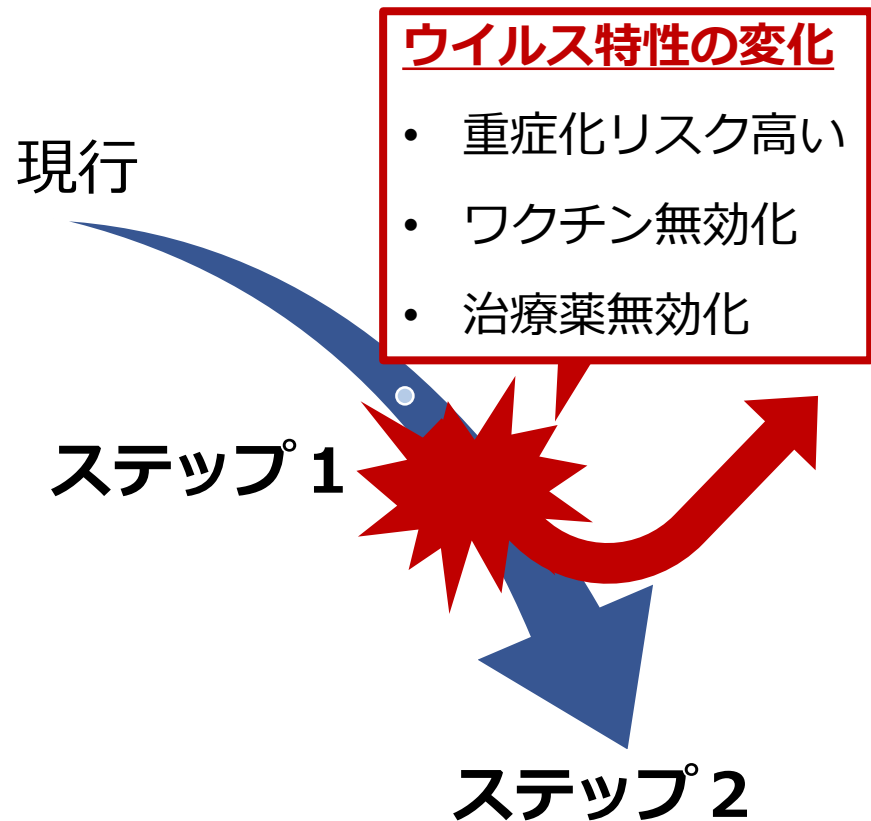 ウイルス特性の変化
• 重症化リスク高い
• ワクチン無効化
• 治療薬無効化
現行
ステップ１
ステップ２